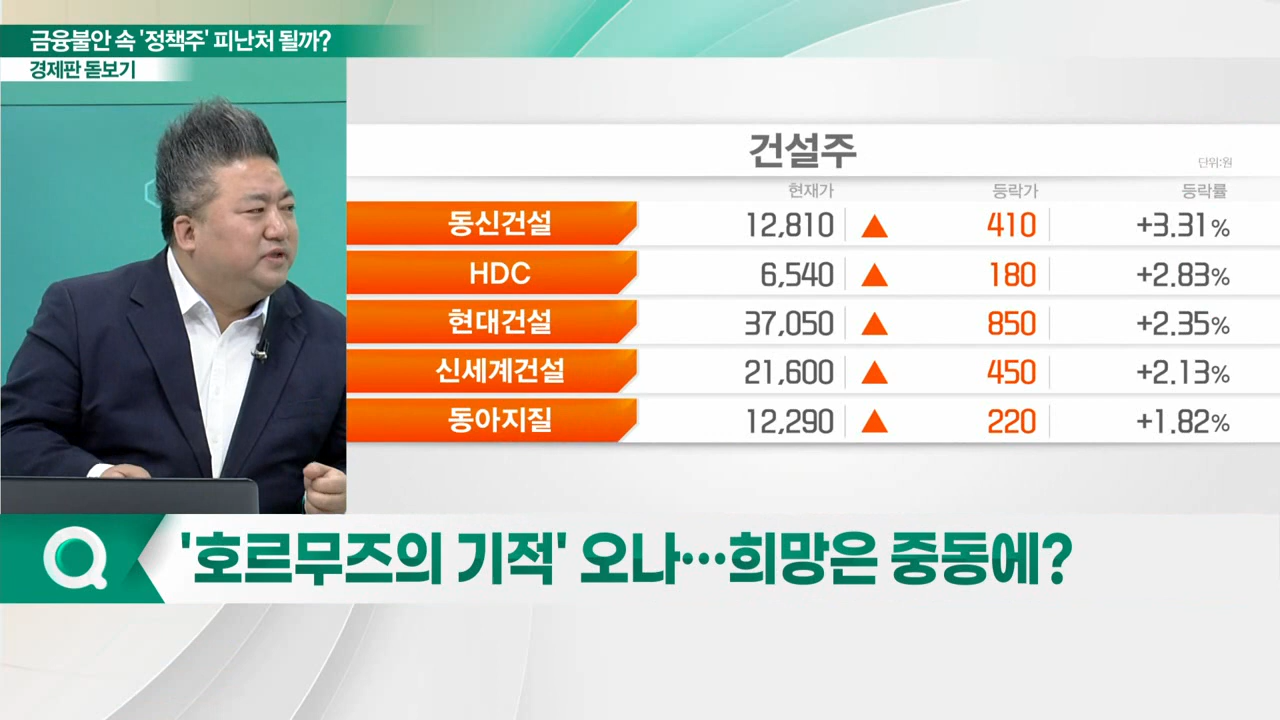 금융불안 속 '정책주' 피난처 될까?
경제판 돋보기
건설주
단위:원
현재가 등락가 등락률
동신건설 12,810 ▲ 410 +3.31%
HDC 6,540 ▲ 180 +2.83%
현대건설 37,050 ▲ 850 +2.35%
신세계건설 21,600 ▲ 450 +2.13%
동아지질 12,290 ▲ 220 +1.82%
'호르무즈의 기적' 오나…희망은 중동에?